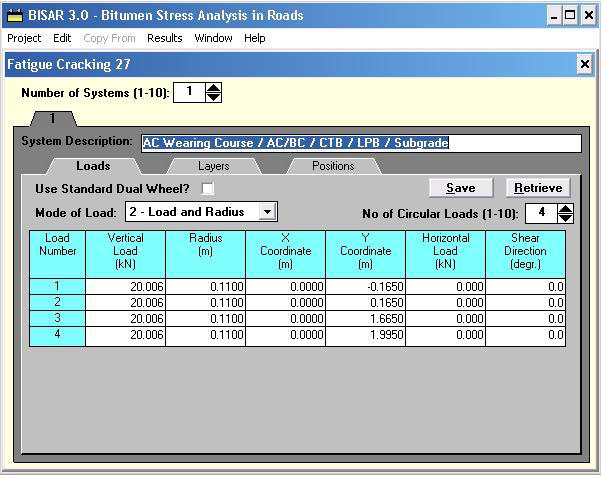 BISAR 3.0 - Bitumen Stress Analysis in Roads
Project Edit Copy From Results Window Help
Fatigue Cracking 27
Number of Systems (1-10): 1
1
System Description: AC Wearing Course / AC/BC / CTB / LPB / Subgrade
Loads Layers Positions
Use Standard Dual Wheel? Save Retrieve
Mode of Load: 2 - Load and Radius No of Circular Loads (1-10): 4
Load Vertical Radius X Y Horizontal Shear
Number Load (m) Coordinate Coordinate Load Direction
(kN) (m) (m) (kN) (degr.)
1 20.006 0.1100 0.0000 -0.1650 0.000 0.0
2 20.006 0.1100 0.0000 0.1650 0.000 0.0
3 20.006 0.1100 0.0000 1.6650 0.000 0.0
4 20.006 0.1100 0.0000 1.9950 0.000 0.0